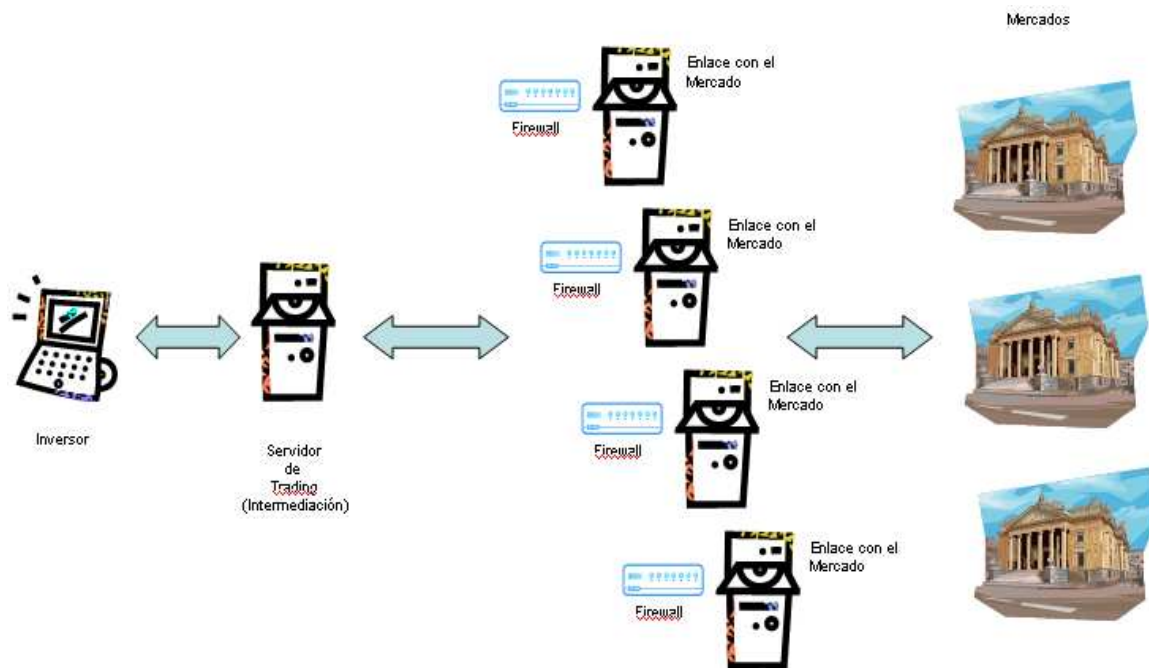 Mercados
Enlace con el
Mercado
Firewall
Enlace con el
Mercado
Firewall
Enlace con el
Mercado
Firewall
Inversor
Servidor
de
Trading
(Intermediación)
Enlace con el
Mercado
Firewall